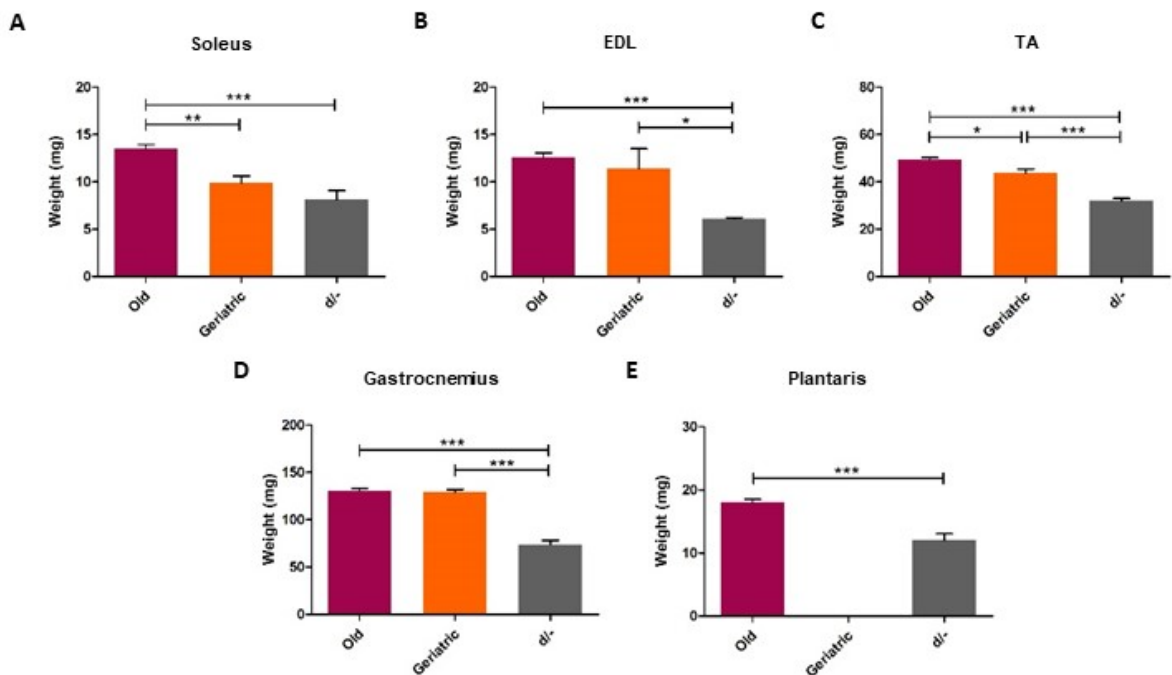 A
Soleus
Weight (mg)
20
15
10
5
0
***
**
Old
Geriatric
d/-
B
EDL
Weight (mg)
20
15
10
5
0
***
*
Old
Geriatric
d/-
C
TA
Weight (mg)
80
60
40
20
0
***
*
***
Old
Geriatric
d/-
D
Gastrocnemius
Weight (mg)
200
150
100
50
0
***
***
Old
Geriatric
d/-
E
Plantaris
Weight (mg)
30
20
10
0
***
Old
Geriatric
d/-